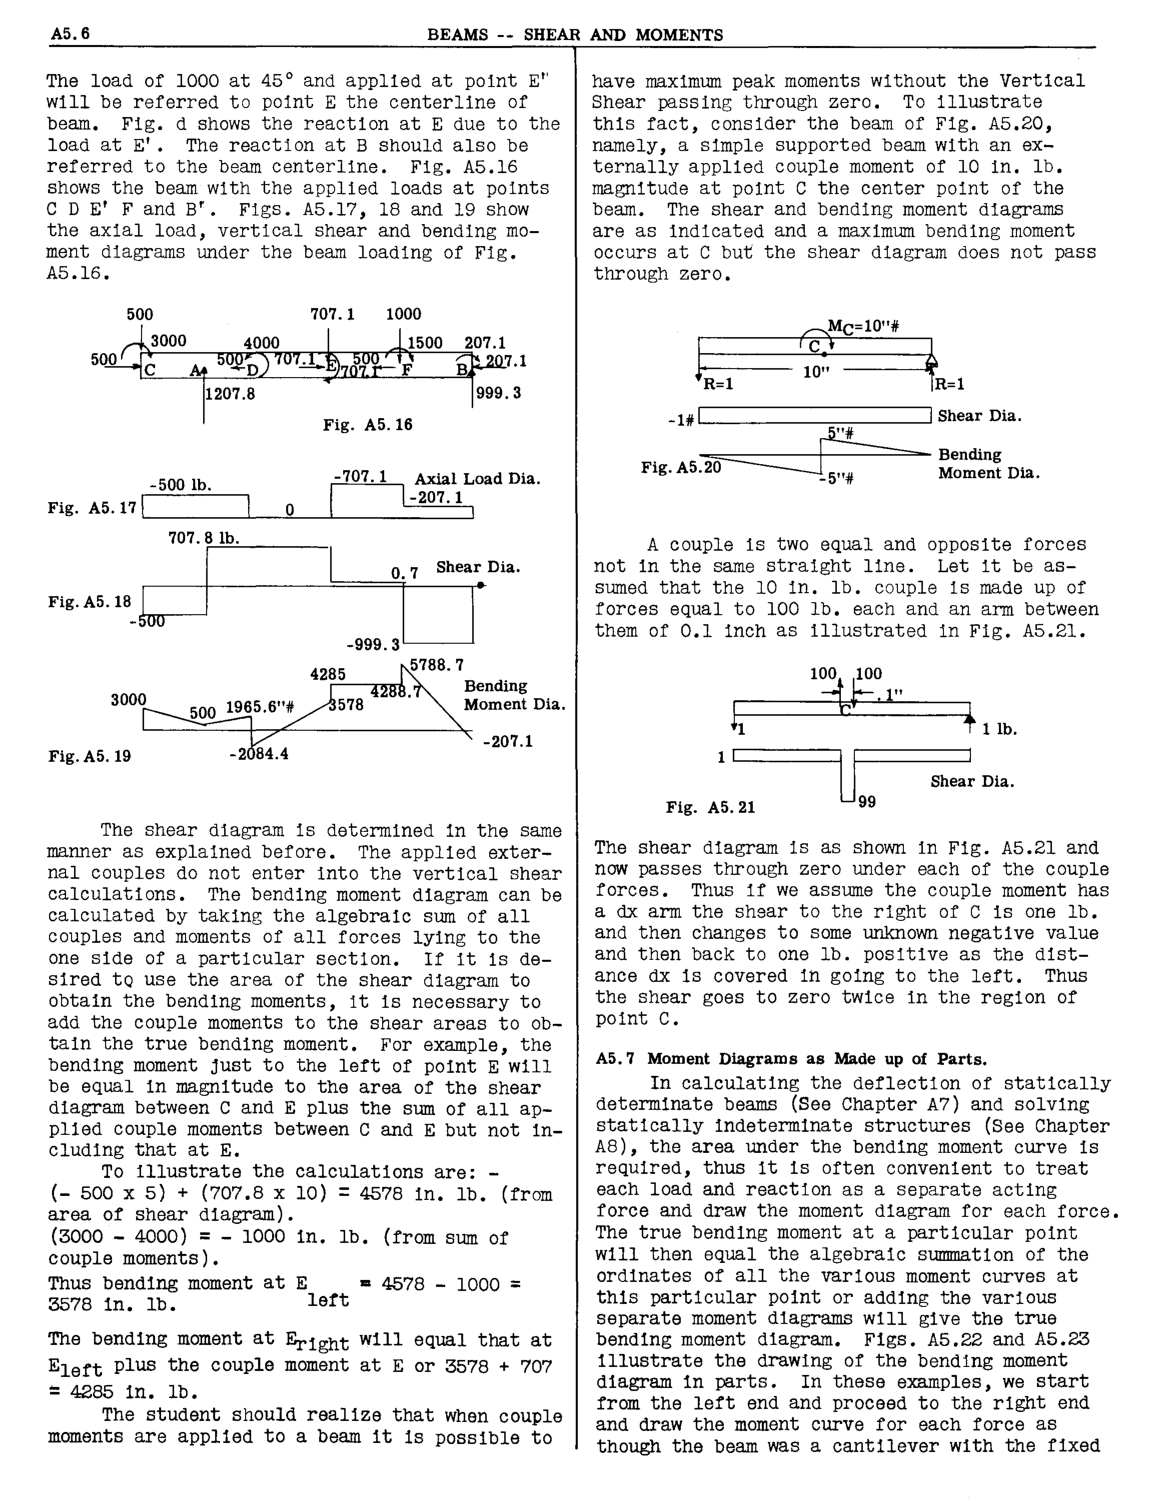 A5.6
BEAMS -- SHEAR AND MOMENTS
The load of 1000 at 45° and applied at point E"
will be referred to point E the centerline of
beam. Fig. d shows the reaction at E due to the
load at E'. The reaction at B should also be
referred to the beam centerline. Fig. A5.16
shows the beam with the applied loads at points
C D E' F and B'. Figs. A5.17, 18 and 19 show
the axial load, vertical shear and bending mo-
ment diagrams under the beam loading of Fig.
A5.16.
500 707.1 1000
3000 4000 1500 207.1
500 500 707.1 500 207.1
C A D E 707.1 F B
1207.8 999.3
Fig. A5.16
-500 lb. -707.1 Axial Load Dia.
-207.1
Fig. A5.17 0
707.8 lb.
0.7 Shear Dia.
Fig. A5.18
-500
-999.3
5788.7
4285
Bending
3000 4288.7
500 1965.6"# 3578 Moment Dia.
-207.1
Fig. A5.19 -2084.4
The shear diagram is determined in the same
manner as explained before. The applied exter-
nal couples do not enter into the vertical shear
calculations. The bending moment diagram can be
calculated by taking the algebraic sum of all
couples and moments of all forces lying to the
one side of a particular section. If it is de-
sired to use the area of the shear diagram to
obtain the bending moments, it is necessary to
add the couple moments to the shear areas to ob-
tain the true bending moment. For example, the
bending moment just to the left of point E will
be equal in magnitude to the area of the shear
diagram between C and E plus the sum of all ap-
plied couple moments between C and E but not in-
cluding that at E.
To illustrate the calculations are: -
(- 500 x 5) + (707.8 x 10) = 4578 in. lb. (from
area of shear diagram).
(3000 - 4000) = - 1000 in. lb. (from sum of
couple moments).
Thus bending moment at E left = 4578 - 1000 =
3578 in. lb.
The bending moment at Eright will equal that at
Eleft plus the couple moment at E or 3578 + 707
= 4285 in. lb.
The student should realize that when couple
moments are applied to a beam it is possible to
have maximum peak moments without the Vertical
Shear passing through zero. To illustrate
this fact, consider the beam of Fig. A5.20,
namely, a simple supported beam with an ex-
ternally applied couple moment of 10 in. lb.
magnitude at point C the center point of the
beam. The shear and bending moment diagrams
are as indicated and a maximum bending moment
occurs at C but the shear diagram does not pass
through zero.
MC=10"#
C
10"
R=1 R=1
-1# Shear Dia.
5"#
Bending
Fig. A5.20 -5"# Moment Dia.
A couple is two equal and opposite forces
not in the same straight line. Let it be as-
sumed that the 10 in. lb. couple is made up of
forces equal to 100 lb. each and an arm between
them of 0.1 inch as illustrated in Fig. A5.21.
100 100
.1"
C
1 1 lb.
1
Shear Dia.
Fig. A5.21 99
The shear diagram is as shown in Fig. A5.21 and
now passes through zero under each of the couple
forces. Thus if we assume the couple moment has
a dx arm the shear to the right of C is one lb.
and then changes to some unknown negative value
and then back to one lb. positive as the dist-
ance dx is covered in going to the left. Thus
the shear goes to zero twice in the region of
point C.
A5.7 Moment Diagrams as Made up of Parts.
In calculating the deflection of statically
determinate beams (See Chapter A7) and solving
statically indeterminate structures (See Chapter
A8), the area under the bending moment curve is
required, thus it is often convenient to treat
each load and reaction as a separate acting
force and draw the moment diagram for each force.
The true bending moment at a particular point
will then equal the algebraic summation of the
ordinates of all the various moment curves at
this particular point or adding the various
separate moment diagrams will give the true
bending moment diagram. Figs. A5.22 and A5.23
illustrate the drawing of the bending moment
diagram in parts. In these examples, we start
from the left end and proceed to the right end
and draw the moment curve for each force as
though the beam was a cantilever with the fixed